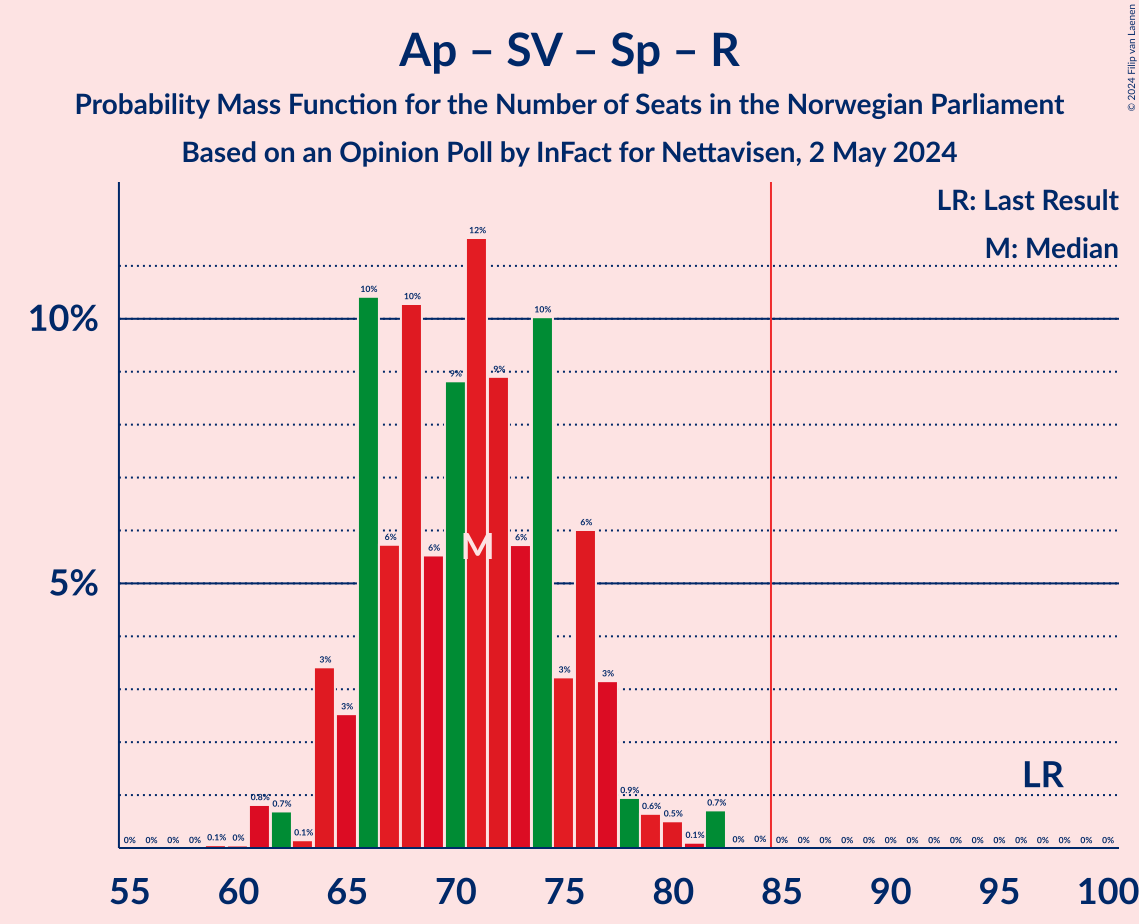 Ap – SV – Sp – R
Probability Mass Function for the Number of Seats in the Norwegian Parliament
Based on an Opinion Poll by InFact for Nettavisen, 2 May 2024
© 2024 Filip van Laenen
LR: Last Result
M: Median
10%
5%
0% 0% 0% 0% 0.1% 0% 0.8% 0.7% 0.1% 3% 3% 10% 6% 10% 6% 9% 12% 9% 6% 10% 3% 6% 3% 0.9% 0.6% 0.5% 0.1% 0.7% 0% 0% 0% 0% 0% 0% 0% 0% 0% 0% 0% 0% 0% 0% 0% 0% 0% 0%
M
LR
55 60 65 70 75 80 85 90 95 100